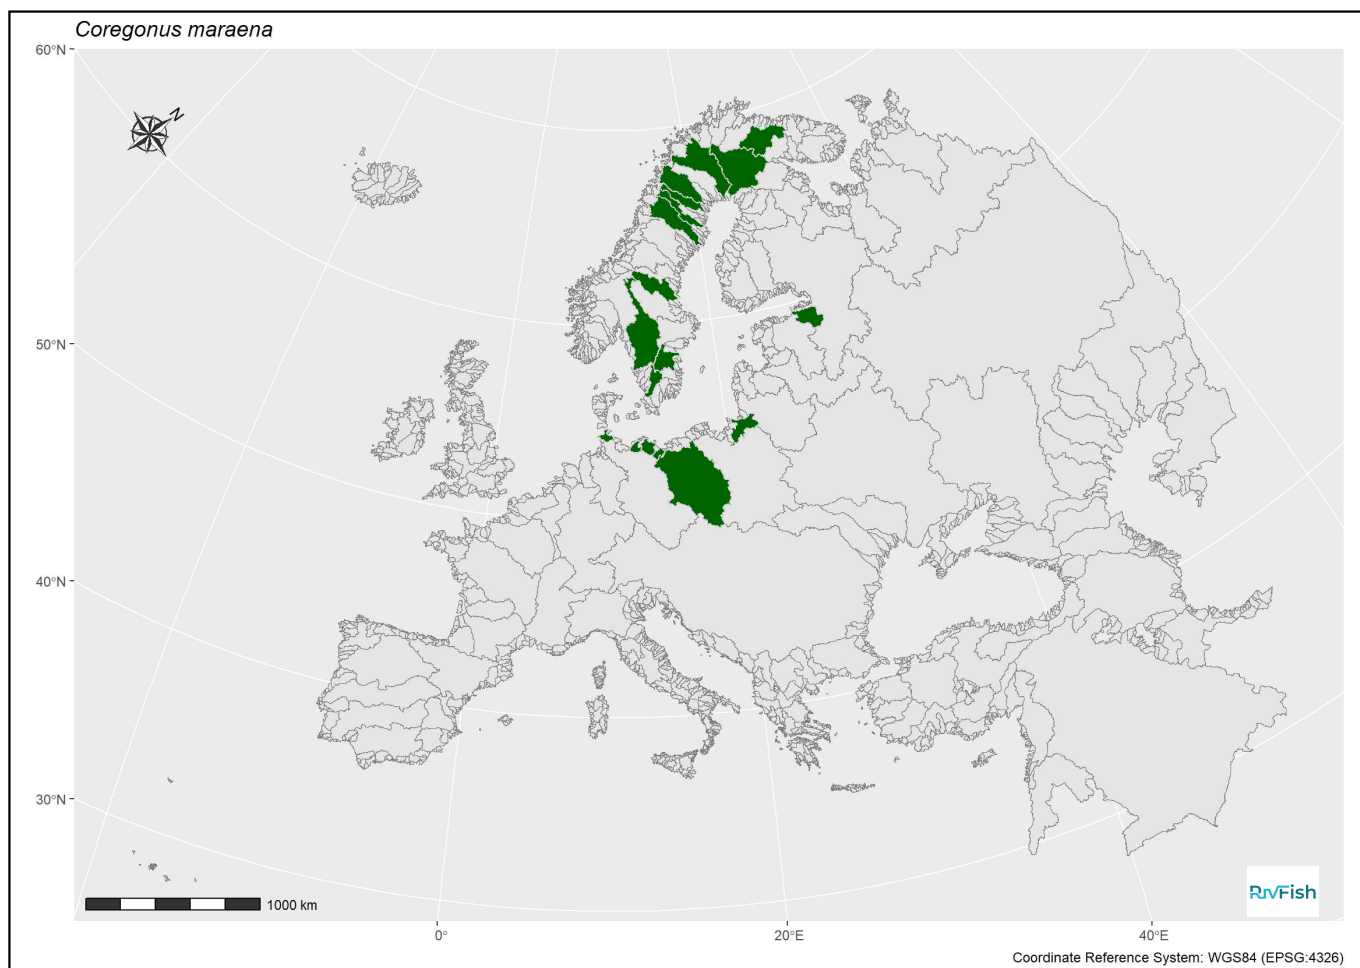 Coregonus maraena
60°N
N
50°N
40°N
30°N
1000 km
RivFish
0°
20°E
40°E
Coordinate Reference System: WGS84 (EPSG:4326)